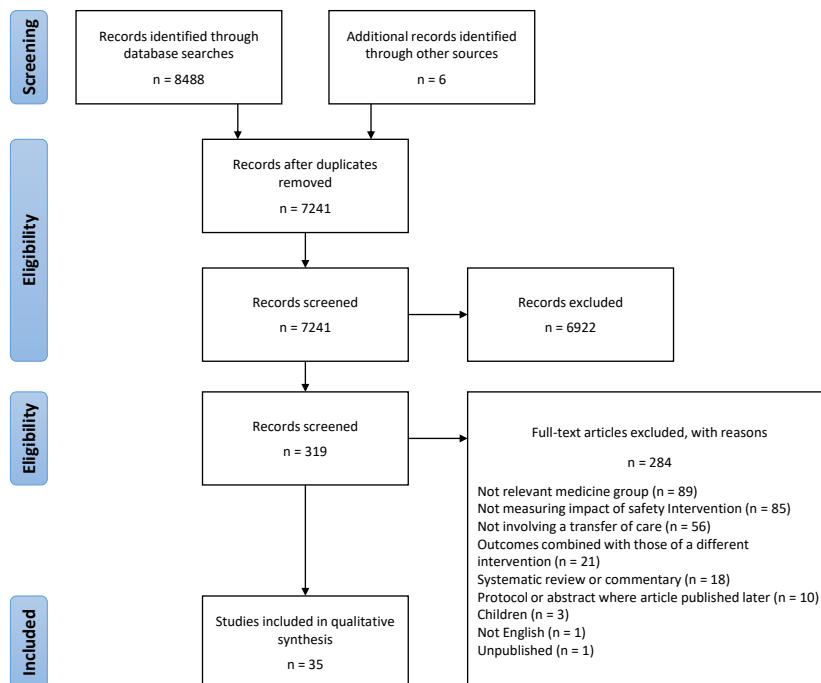 Screening
Records identified through
database searches
n = 8488
Additional records identified
through other sources
n = 6
Eligibility
Records after duplicates
removed
n = 7241
Records screened
n = 7241
Records excluded
n = 6922
Eligibility
Records screened
n = 319
Full-text articles excluded, with reasons
n = 284
Not relevant medicine group (n = 89)
Not measuring impact of safety Intervention (n = 85)
Not involving a transfer of care (n = 56)
Outcomes combined with those of a different
intervention (n = 21)
Systematic review or commentary (n = 18)
Protocol or abstract where article published later (n = 10)
Children (n = 3)
Not English (n = 1)
Unpublished (n = 1)
Included
Studies included in qualitative
synthesis
n = 35